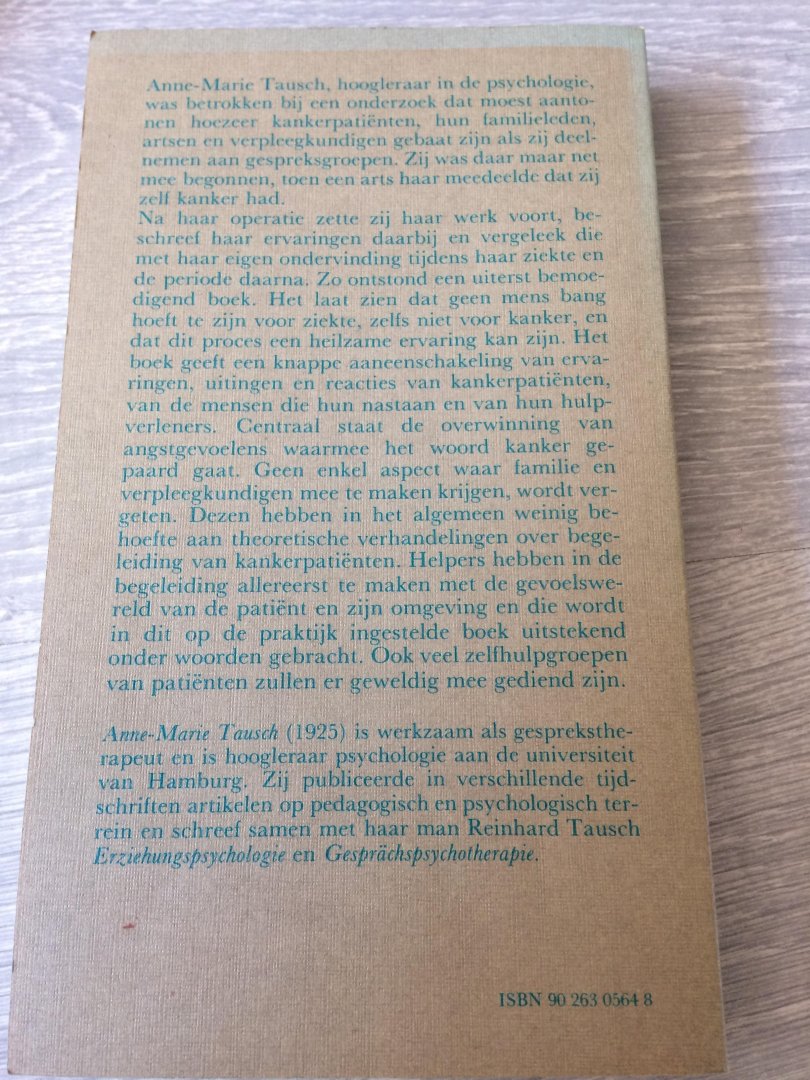 Anne-Marie Tausch, hoogleraar in de psychologie,
was betrokken bij een onderzoek dat moest aanto-
nen hoezeer kankerpatiënten, hun familieleden,
artsen en verpleegkundigen gebaat zijn als zij deel-
nemen aan gespreksgroepen. Zij was daar maar net
mee begonnen, toen een arts haar meedeelde dat zij
zelf kanker had.
Na haar operatie zette zij haar werk voort, be-
schreef haar ervaringen daarbij en vergeleek die
met haar eigen ondervinding tijdens haar ziekte en
de periode daarna. Zo ontstond een uiterst bemoe-
digend boek. Het laat zien dat geen mens bang
hoeft te zijn voor ziekte, zelfs niet voor kanker, en
dat dit proces een heilzame ervaring kan zijn. Het
boek geeft een knappe aaneenschakeling van erva-
ringen, uitingen en reacties van kankerpatiënten,
van de mensen die hun nastaan en van hun hulp-
verleners. Centraal staat de overwinning van
angstgevoelens waarmee het woord kanker ge-
paard gaat. Geen enkel aspect waar familie en
verpleegkundigen mee te maken krijgen, wordt ver-
geten. Dezen hebben in het algemeen weinig be-
hoefte aan theoretische verhandelingen over bege-
leiding van kankerpatiënten. Helpers hebben in de
begeleiding allereerst te maken met de gevoelswe-
reld van de patiënt en zijn omgeving en die wordt
in dit op de praktijk ingestelde boek uitstekend
onder woorden gebracht. Ook veel zelfhulpgroepen
van patiënten zullen er geweldig mee gediend zijn.
Anne-Marie Tausch (1925) is werkzaam als gespreksthe-
rapeut en is hoogleraar psychologie aan de universiteit
van Hamburg. Zij publiceerde in verschillende tijd-
schriften artikelen op pedagogisch en psychologisch ter-
rein en schreef samen met haar man Reinhard Tausch
Erziehungspsychologie en Gesprächspsychotherapie.
ISBN 90 263 0564 8